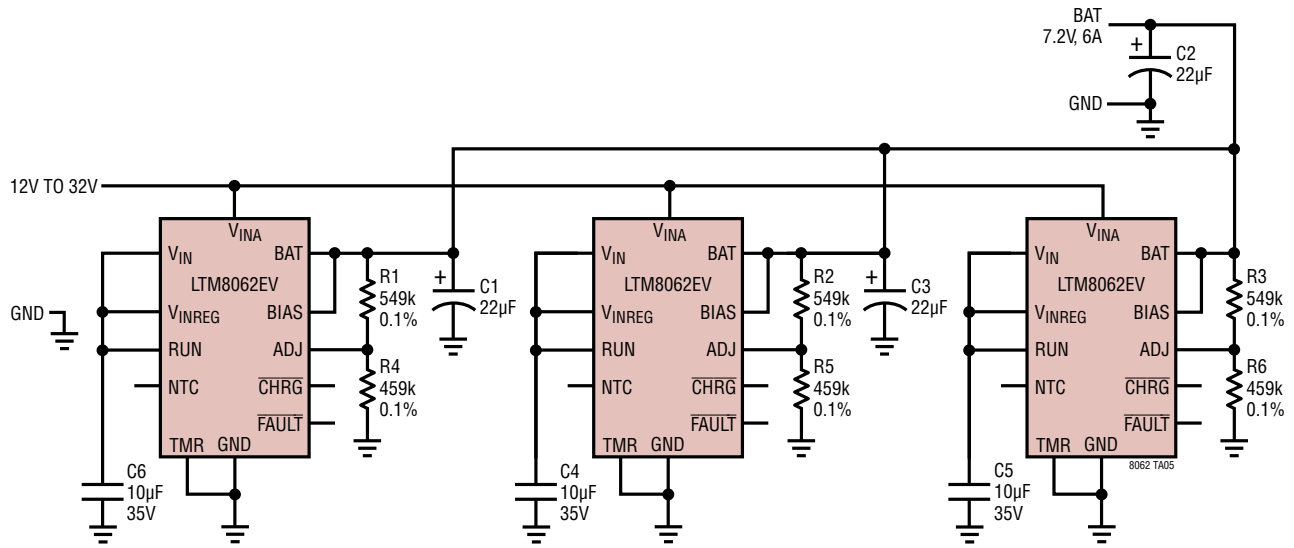 BAT
7.2V, 6A
+
C2
22µF
GND
12V TO 32V
GND
VINA
VIN
BAT
LTM8062EV
VINREG
BIAS
RUN
ADJ
NTC
CHRG
FAULT
TMR
GND
R1
549k
0.1%
R4
459k
0.1%
+
C1
22µF
C6
10µF
35V
VINA
VIN
BAT
LTM8062EV
VINREG
BIAS
RUN
ADJ
NTC
CHRG
FAULT
TMR
GND
R2
549k
0.1%
R5
459k
0.1%
+
C3
22µF
C4
10µF
35V
VINA
VIN
BAT
LTM8062EV
VINREG
BIAS
RUN
ADJ
NTC
CHRG
FAULT
TMR
GND
8062 TA05
R3
549k
0.1%
R6
459k
0.1%
C5
10µF
35V